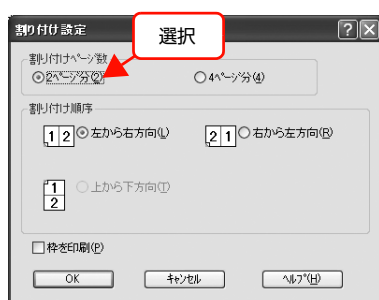 割り付け設定
選択
割り付けページ数
2ページ分(2)
4ページ分(4)
割り付け順序
1 2 左から右方向(L)
2 1 右から左方向(R)
1
2
上から下方向(T)
枠を印刷(P)
OK キャンセル ヘルプ(H)